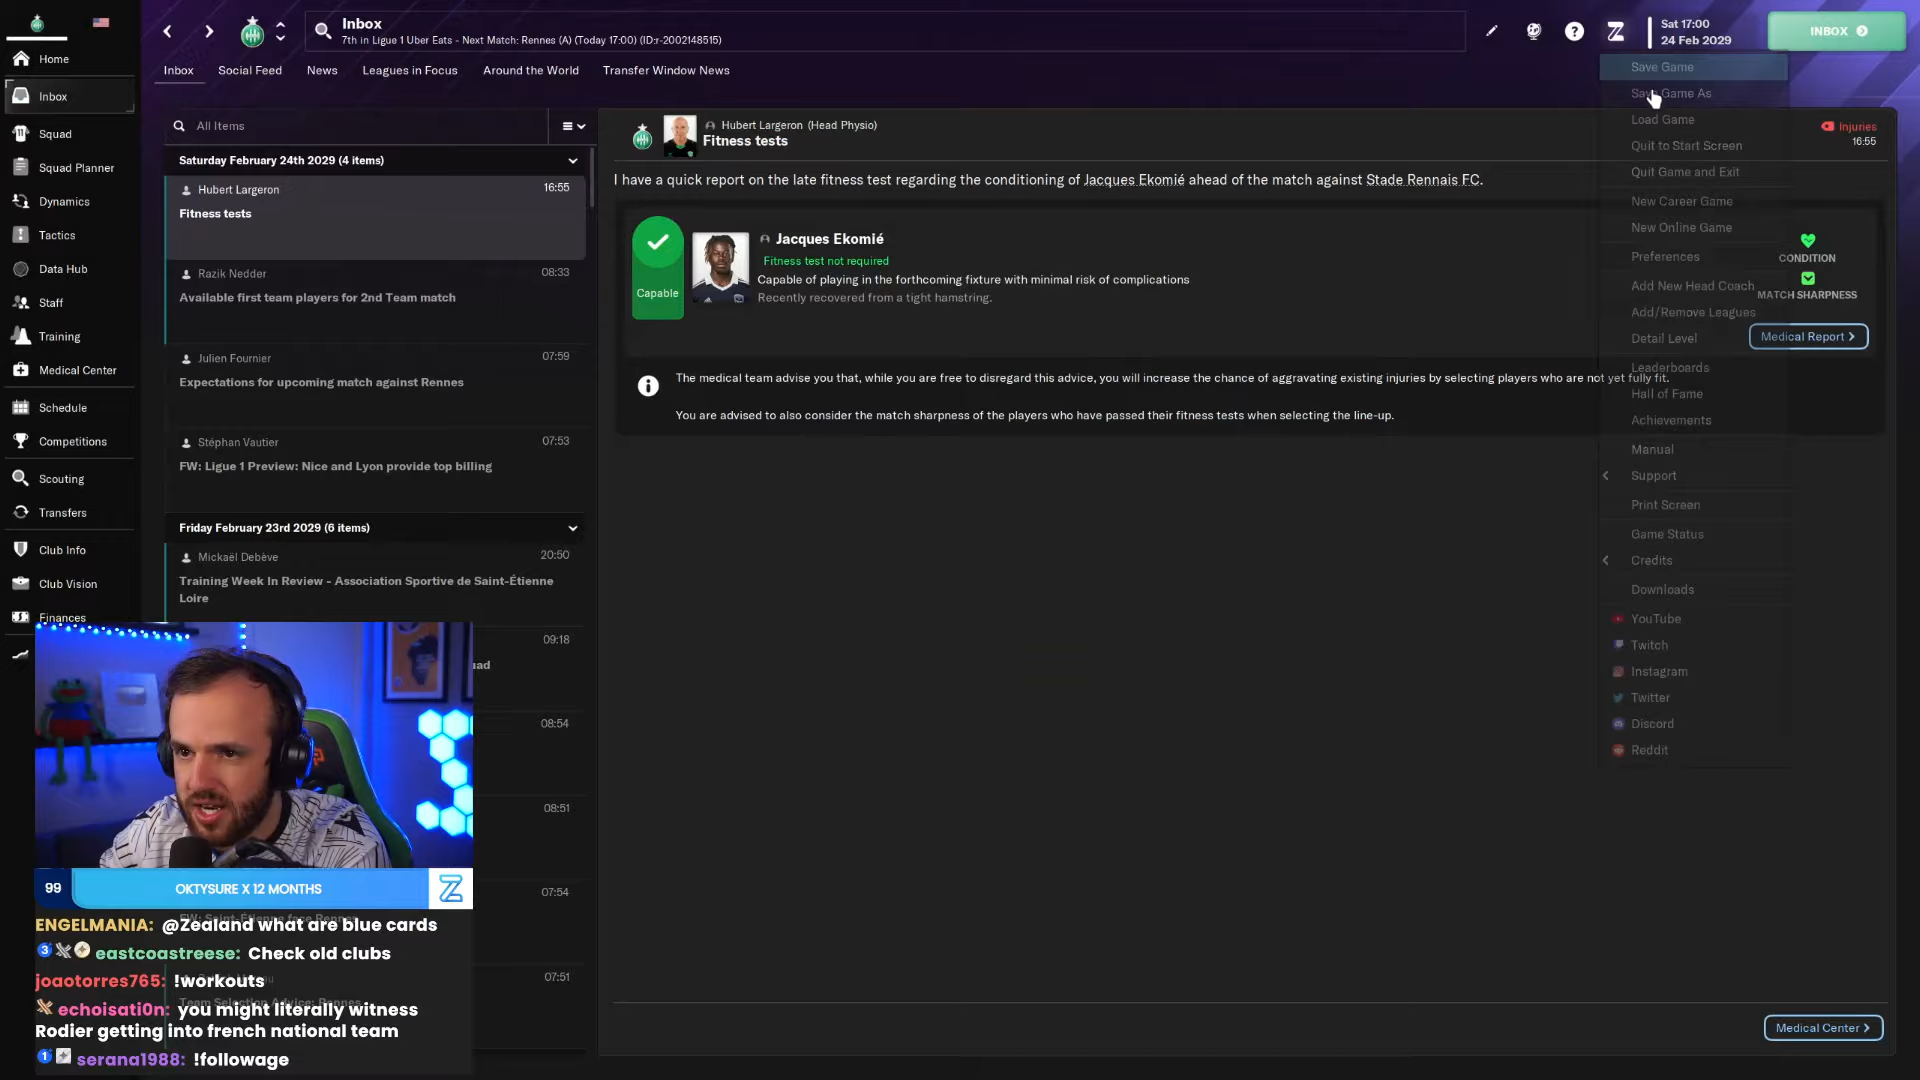 Inbox
7th in Ligue 1 Uber Eats - Next Match: Rennes (A) (Today 17:00) (ID:r-2002148515)
Sat 17:00
24 Feb 2029
INBOX
Inbox
Social Feed
News
Leagues in Focus
Around the World
Transfer Window News
Home
Inbox
Squad
Squad Planner
Dynamics
Tactics
Data Hub
Staff
Training
Medical Center
Schedule
Competitions
Scouting
Transfers
Club Info
Club Vision
Finances
All Items
Saturday February 24th 2029 (4 items)
Hubert Largeron
16:55
Fitness tests
Razik Nedder
08:33
Available first team players for 2nd Team match
Julien Fournier
07:59
Expectations for upcoming match against Rennes
Stéphan Vautier
07:53
FW: Ligue 1 Preview: Nice and Lyon provide top billing
Friday February 23rd 2029 (6 items)
Mickaël Debève
20:50
Training Week In Review - Association Sportive de Saint-Étienne
Loire
09:18
uad
08:54
08:51
07:54
FW: Saint-Étienne face Rennes
07:51
Team Selection Advice: Rennes
Hubert Largeron (Head Physio)
Fitness tests
Injuries
16:55
I have a quick report on the late fitness test regarding the conditioning of Jacques Ekomié ahead of the match against Stade Rennais FC.
Capable
Jacques Ekomié
Fitness test not required
Capable of playing in the forthcoming fixture with minimal risk of complications
Recently recovered from a tight hamstring.
CONDITION
MATCH SHARPNESS
Medical Report
The medical team advise you that, while you are free to disregard this advice, you will increase the chance of aggravating existing injuries by selecting players who are not yet fully fit.
You are advised to also consider the match sharpness of the players who have passed their fitness tests when selecting the line-up.
Medical Center
Save Game
Save Game As
Load Game
Quit to Start Screen
Quit Game and Exit
New Career Game
New Online Game
Preferences
Add New Head Coach
Add/Remove Leagues
Detail Level
Leaderboards
Hall of Fame
Achievements
Manual
Support
Print Screen
Game Status
Credits
Downloads
YouTube
Twitch
Instagram
Twitter
Discord
Reddit
99
OKTYSURE X 12 MONTHS
ENGELMANIA: @Zealand what are blue cards
3 eastcoastreese: Check old clubs
joaotorres765: !workouts
echoisati0n: you might literally witness
Rodier getting into french national team
1 serana1988: !followage